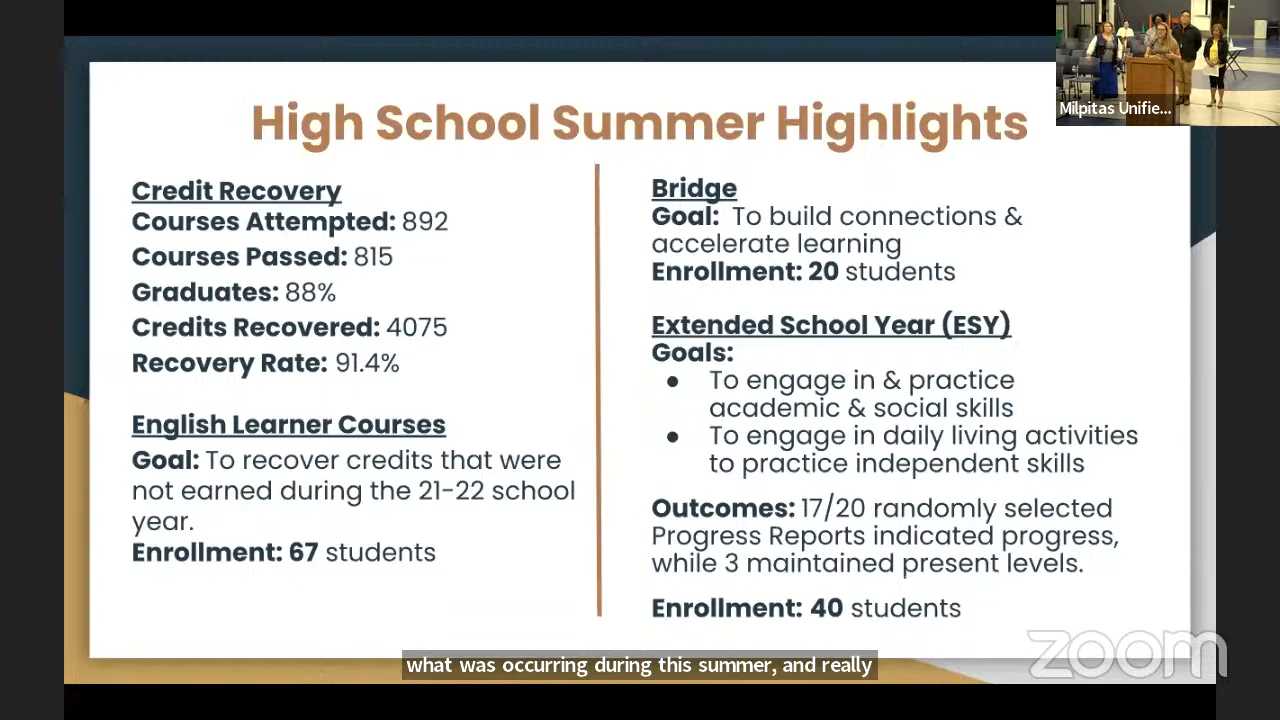 High School Summer Highlights
Credit Recovery
Courses Attempted: 892
Courses Passed: 815
Graduates: 88%
Credits Recovered: 4075
Recovery Rate: 91.4%
English Learner Courses
Goal: To recover credits that were
not earned during the 21-22 school
year.
Enrollment: 67 students
Bridge
Goal: To build connections &
accelerate learning
Enrollment: 20 students
Extended School Year (ESY)
Goals:
● To engage in & practice
academic & social skills
● To engage in daily living activities
to practice independent skills
Outcomes: 17/20 randomly selected
Progress Reports indicated progress,
while 3 maintained present levels.
Enrollment: 40 students
Milpitas Unifie...
what was occurring during this summer, and really
zoom